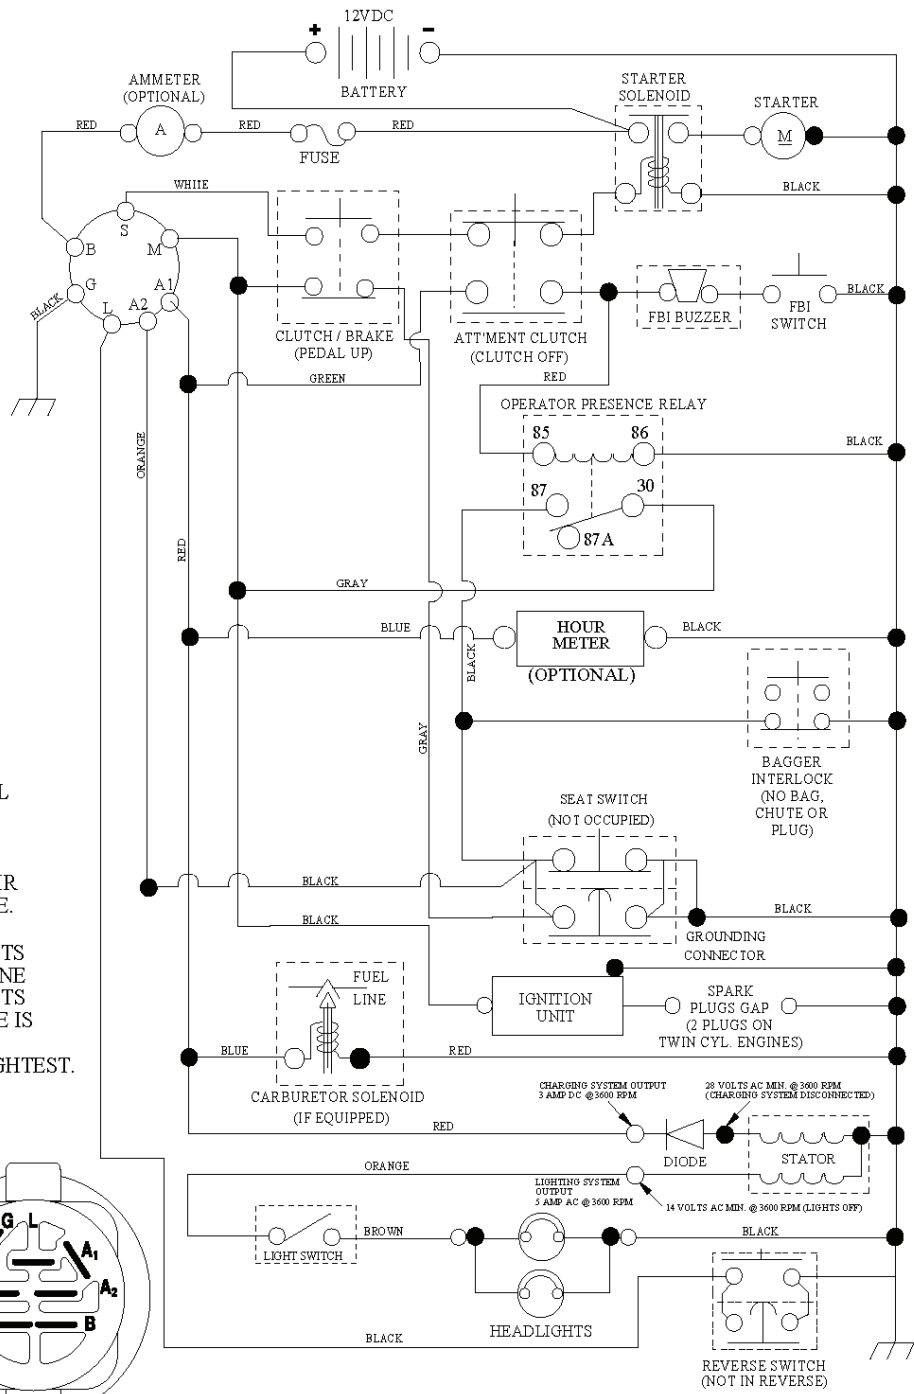 12VDC
+
-
BATTERY
AMMETER
(OPTIONAL)
STARTER
SOLENOID
STARTER
RED
A
RED
RED
FUSE
M
WHITE
BLACK
S
B
M
G
A1
A2
L
BLACK
CLUTCH / BRAKE
(PEDAL UP)
ATT'MENT CLUTCH
(CLUTCH OFF)
FBI BUZZER
FBI
SWITCH
BLACK
GREEN
RED
OPERATOR PRESENCE RELAY
85
86
BLACK
87
30
87A
ORANGE
RED
GRAY
BLUE
HOUR
METER
(OPTIONAL)
BLACK
BLACK
GRAY
BAGGER
INTERLOCK
(NO BAG,
CHUTE OR
PLUG)
SEAT SWITCH
(NOT OCCUPIED)
BLACK
BLACK
BLACK
GROUNDING
CONNECTOR
FUEL
LINE
IGNITION
UNIT
SPARK
PLUGS GAP
(2 PLUGS ON
TWIN CYL. ENGINES)
BLUE
RED
CARBURETOR SOLENOID
(IF EQUIPPED)
CHARGING SYSTEM OUTPUT
3 AMP DC @3600 RPM
28 VOLTS AC MIN. @3600 RPM
(CHARGING SYSTEM DISCONNECTED)
RED
DIODE
STATOR
ORANGE
LIGHTING SYSTEM
OUTPUT
5 AMP AC @3600 RPM
14 VOLTS AC MIN. @3600 RPM (LIGHTS OFF)
LIGHT SWITCH
BROWN
BLACK
HEADLIGHTS
BLACK
REVERSE SWITCH
(NOT IN REVERSE)
L
IR
E.
TS
NE
TS
E IS
GHTEST.
G
L
A1
A2
B